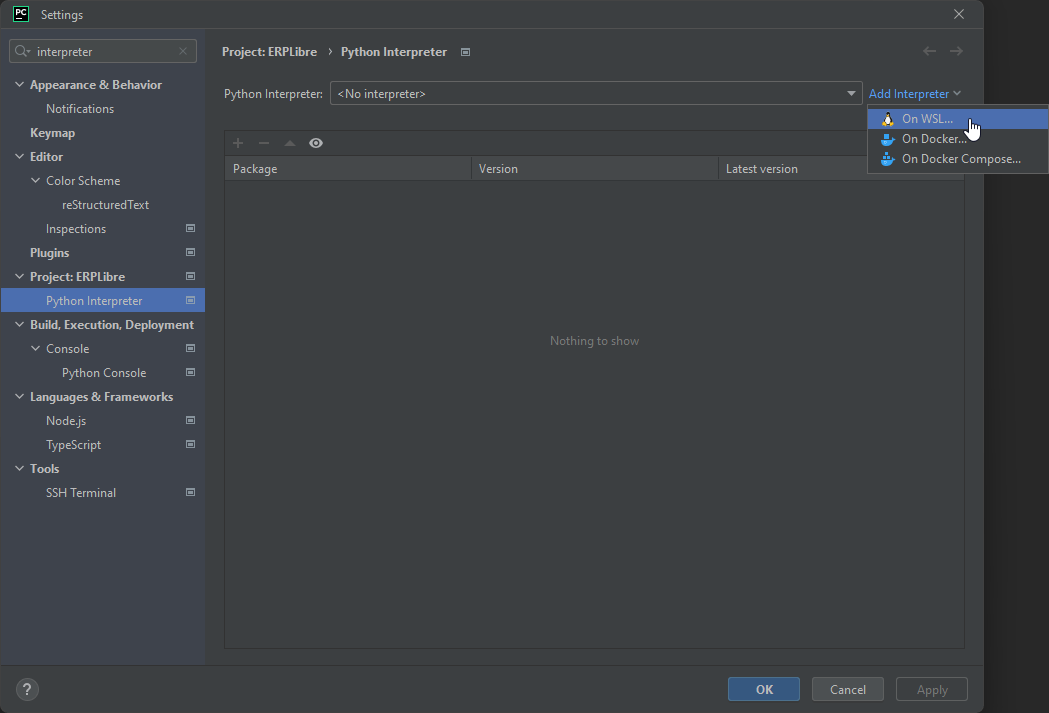 PC Settings
interpreter
Appearance & Behavior
Notifications
Keymap
Editor
Color Scheme
reStructuredText
Inspections
Plugins
Project: ERPLibre
Python Interpreter
Build, Execution, Deployment
Console
Python Console
Languages & Frameworks
Node.js
TypeScript
Tools
SSH Terminal
Project: ERPLibre › Python Interpreter
Python Interpreter: <No interpreter> Add Interpreter
On WSL...
On Docker...
On Docker Compose...
Package Version Latest version
Nothing to show
? OK Cancel Apply